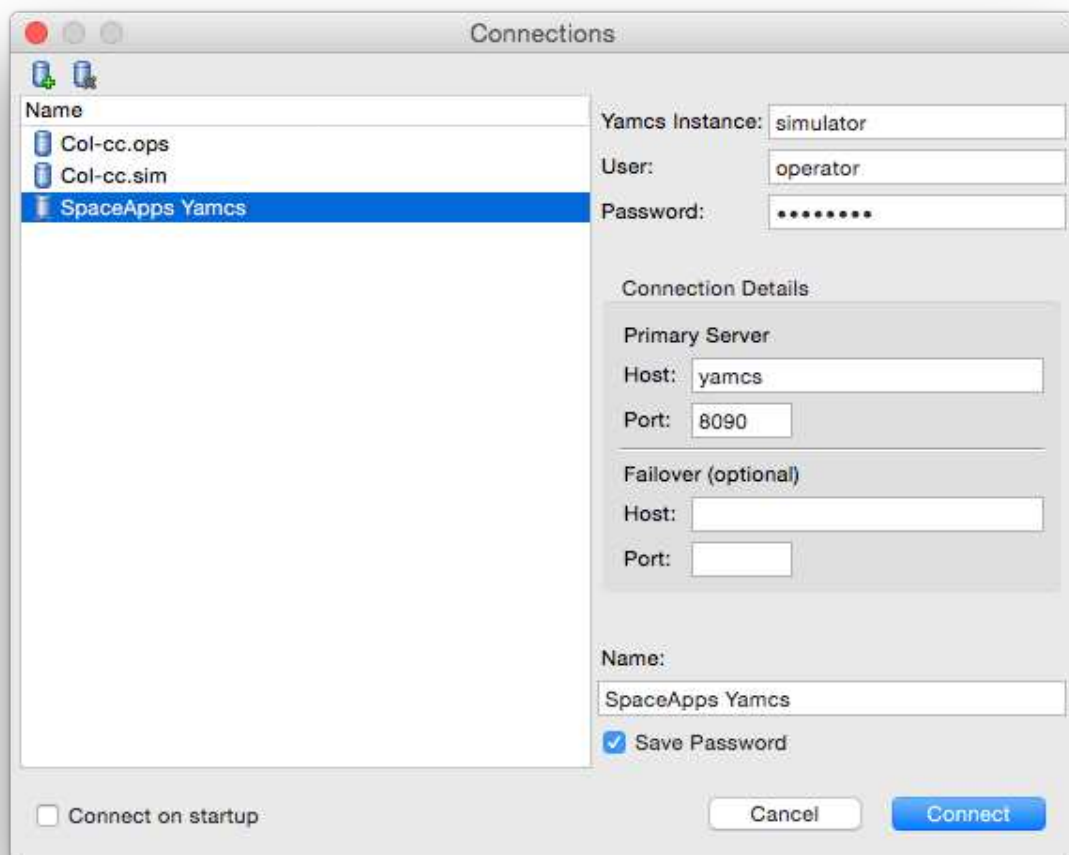 Connections
Name
Col-cc.ops
Col-cc.sim
SpaceApps Yamcs
Yamcs Instance: simulator
User: operator
Password: ••••••••
Connection Details
Primary Server
Host: yamcs
Port: 8090
Failover (optional)
Host:
Port:
Name:
SpaceApps Yamcs
Save Password
Connect on startup
Cancel
Connect